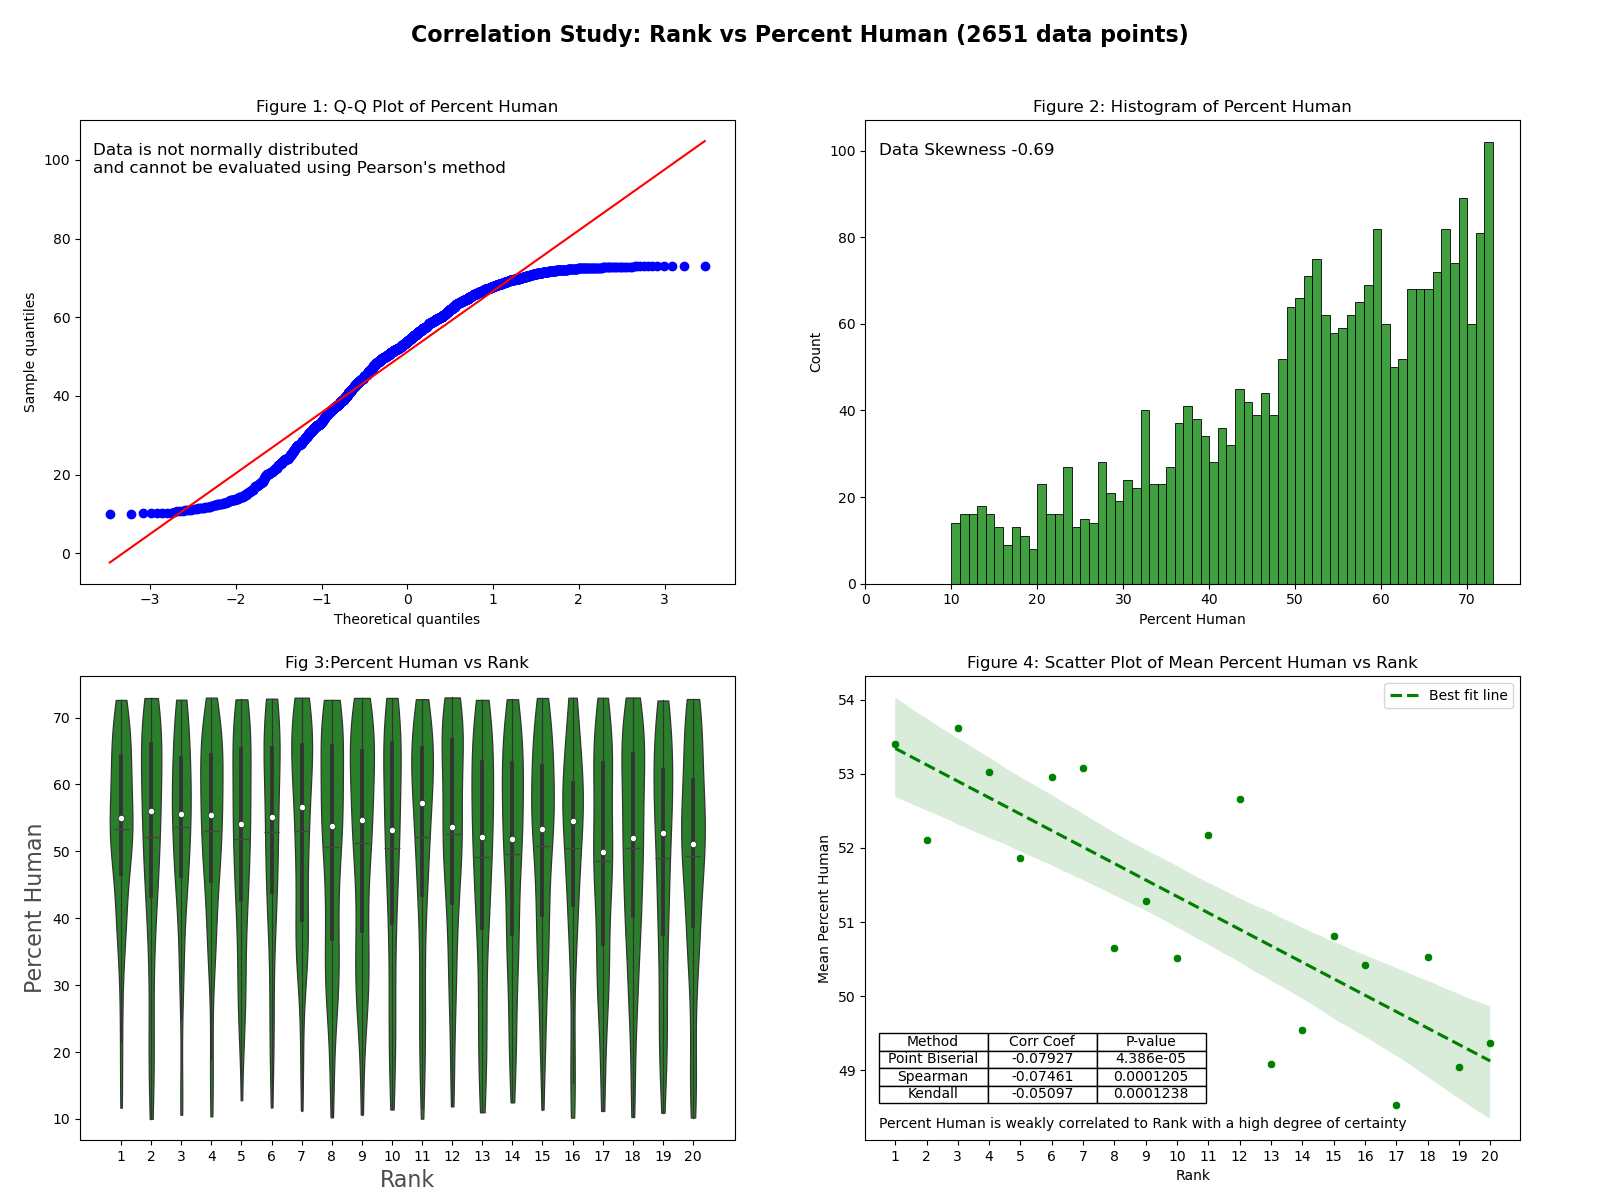 Correlation Study: Rank vs Percent Human (2651 data points)
Figure 1: Q-Q Plot of Percent Human
Data is not normally distributed
and cannot be evaluated using Pearson's method
100
80
60
40
20
0
Sample quantiles
−3 −2 −1 0 1 2 3
Theoretical quantiles
Figure 2: Histogram of Percent Human
Data Skewness -0.69
100
80
60
40
20
0
Count
0 10 20 30 40 50 60 70
Percent Human
Fig 3:Percent Human vs Rank
70
60
50
40
30
20
10
Percent Human
1 2 3 4 5 6 7 8 9 10 11 12 13 14 15 16 17 18 19 20
Rank
Figure 4: Scatter Plot of Mean Percent Human vs Rank
Best fit line
54
53
52
51
50
49
Mean Percent Human
Method Corr Coef P-value
Point Biserial -0.07927 4.386e-05
Spearman -0.07461 0.0001205
Kendall -0.05097 0.0001238
Percent Human is weakly correlated to Rank with a high degree of certainty
1 2 3 4 5 6 7 8 9 10 11 12 13 14 15 16 17 18 19 20
Rank